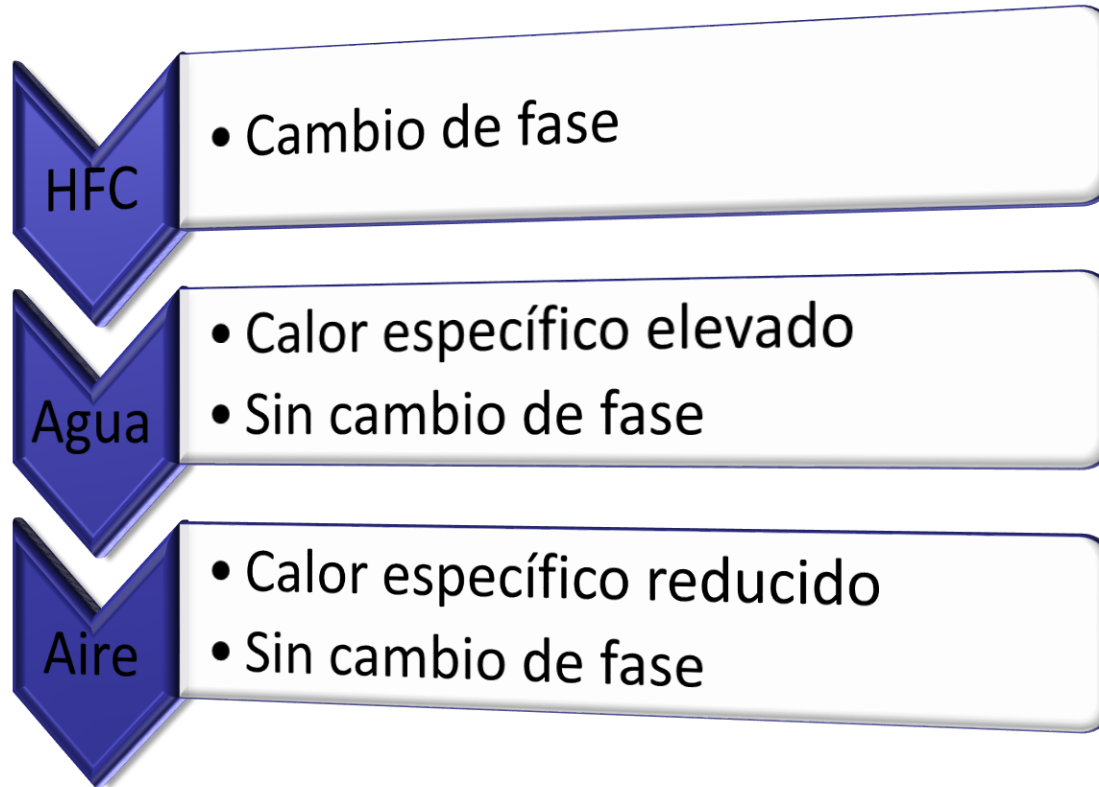 HFC
• Cambio de fase
Agua
• Calor específico elevado
• Sin cambio de fase
Aire
• Calor específico reducido
• Sin cambio de fase